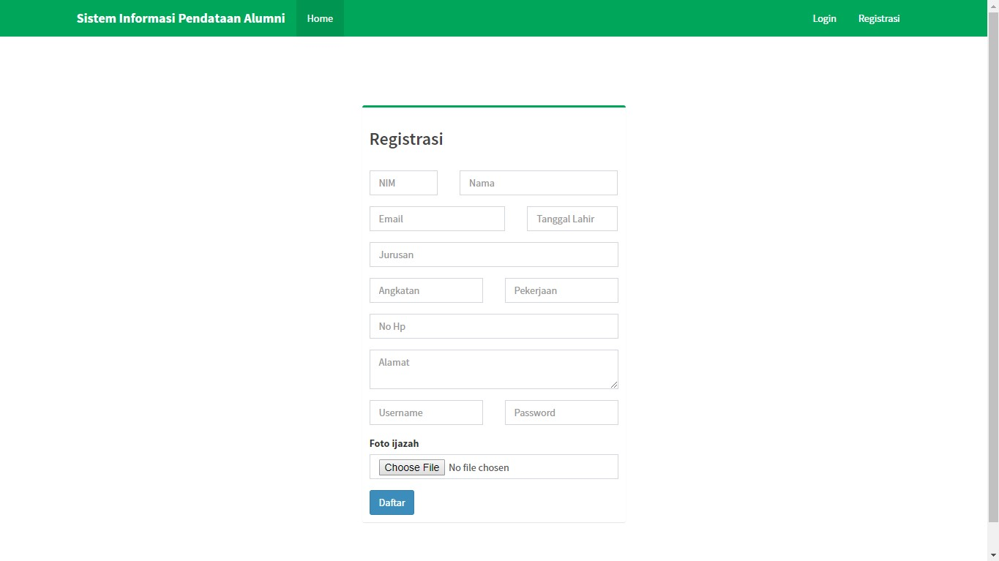 Sistem Informasi Pendataan Alumni Home Login Registrasi
Registrasi
NIM Nama
Email Tanggal Lahir
Jurusan
Angkatan Pekerjaan
No Hp
Alamat
Username Password
Foto ijazah
Choose File No file chosen
Daftar